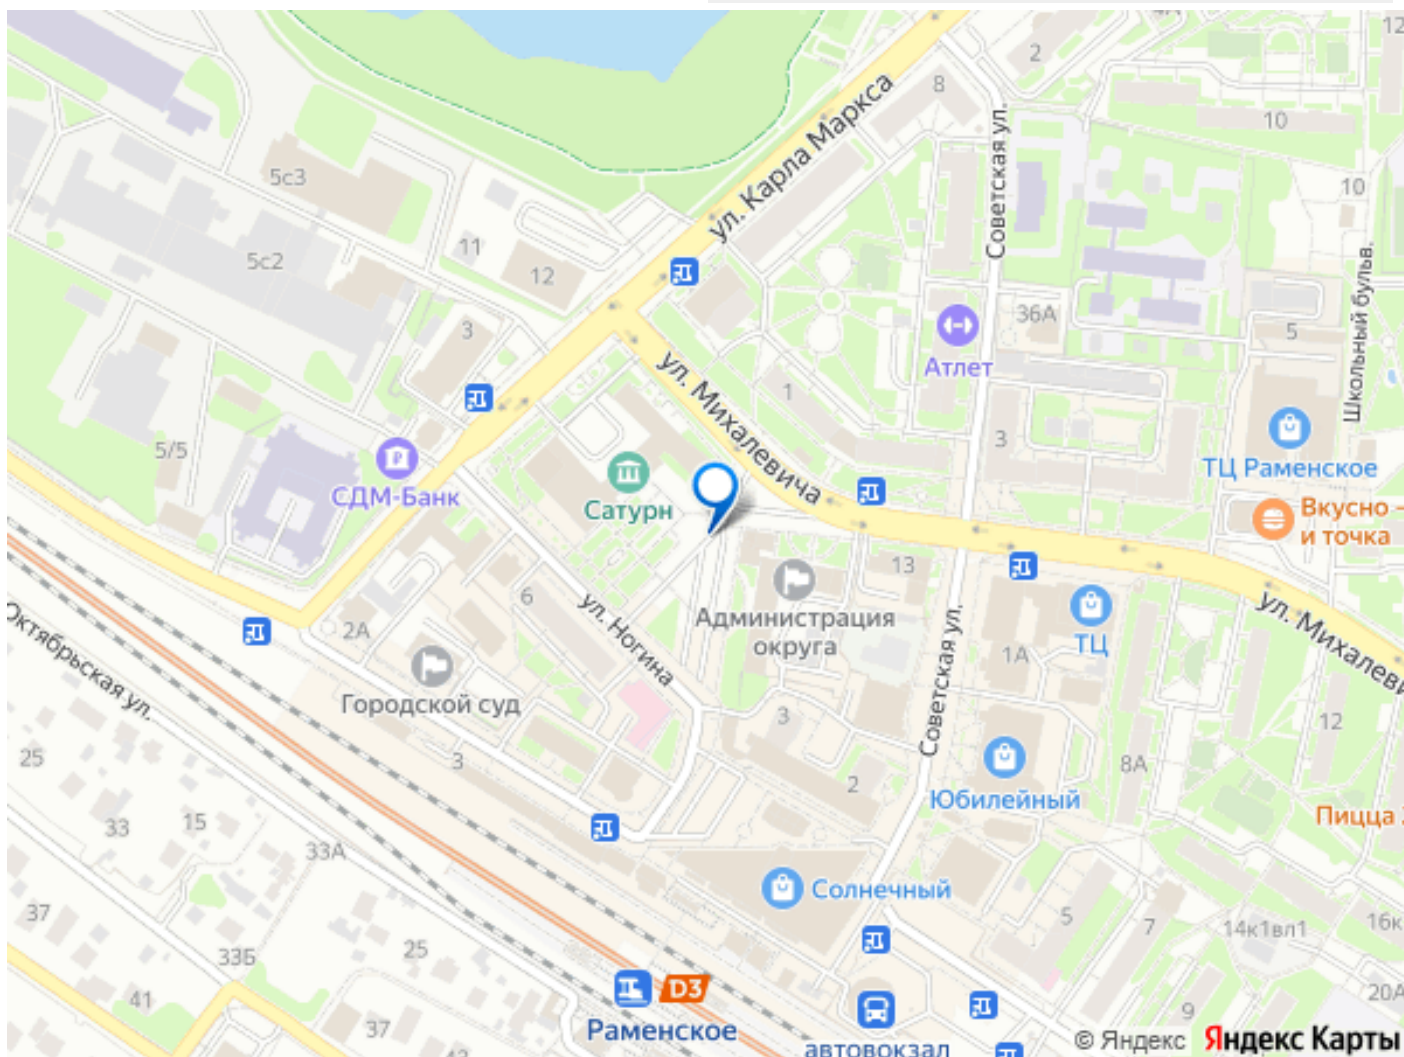 12
2
8
ул. Карла Маркса
10
5с3
Советская ул.
10
11
5с2
12
Школьный бульв.
3
36А
5
Атлет
ул. Михалевича
1
5/5
3
СДМ-Банк
ТЦ Раменское
Сатурн
Вкусно –
и точка
13
6
ул. Ногина
Администрация
округа
ТЦ
ул. Михалеви
2А
Октябрьская ул.
Городской суд
1А
Советская ул.
3
12
25
3
2
8А
Юбилейный
Пицца
33
15
33А
Солнечный
37
25
5
7
14к1вл1
16к
33Б
41
D3
20А
37
Раменское
9
автовокзал
© Яндекс Яндекс Карты